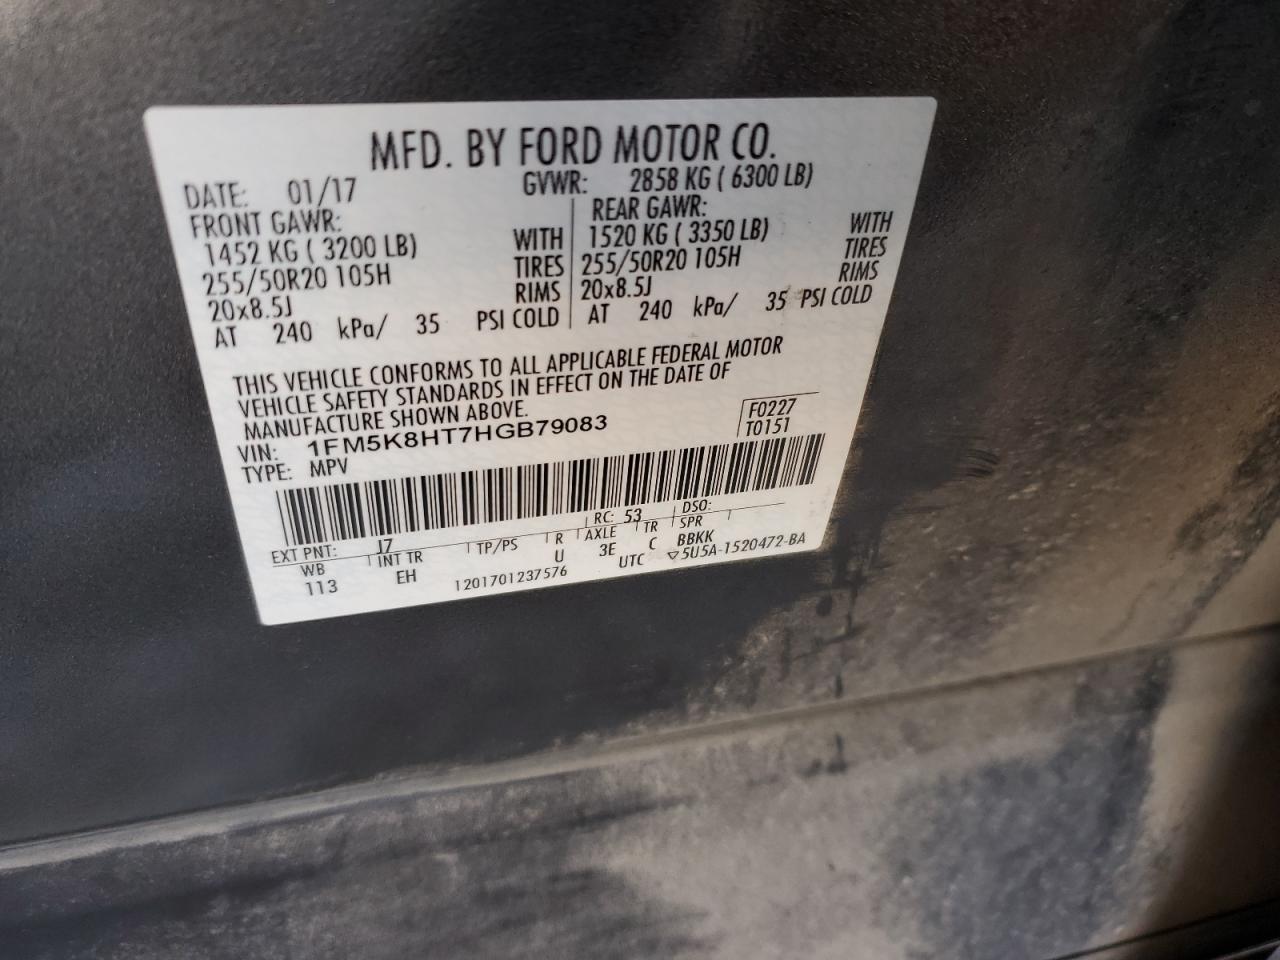 MFD. BY FORD MOTOR CO.
DATE: 01/17 GVWR: 2858 KG ( 6300 LB)
FRONT GAWR: REAR GAWR:
1452 KG ( 3200 LB) WITH 1520 KG ( 3350 LB) WITH
255/50R20 105H TIRES 255/50R20 105H TIRES
20x8.5J RIMS 20x8.5J RIMS
AT 240 kPa/ 35 PSI COLD AT 240 kPa/ 35 PSI COLD
THIS VEHICLE CONFORMS TO ALL APPLICABLE FEDERAL MOTOR
VEHICLE SAFETY STANDARDS IN EFFECT ON THE DATE OF
MANUFACTURE SHOWN ABOVE.
VIN: 1FM5K8HT7HGB79083 F0227
TYPE: MPV T0151
EXT PNT: J7 RC: 53 DSO:
WB INT TR TP/PS R AXLE TR SPR
113 EH U 3E C BBKK
1201701237576 UTC ▽5U5A-1520472-BA